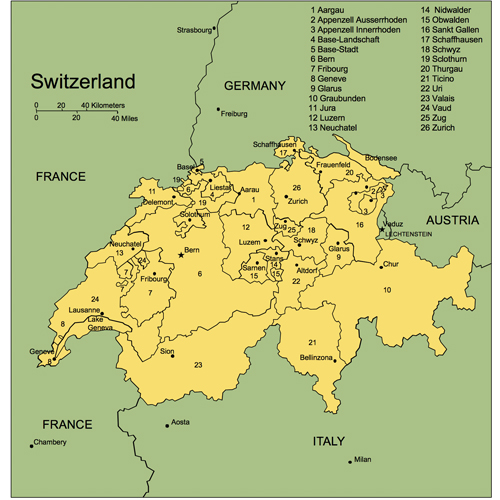 Strasbourg
1 Aargau
2 Appenzell Ausserrhoden
3 Appenzell Innerrhoden
4 Base-Landschaft
5 Base-Stadt
6 Bern
7 Fribourg
8 Geneve
9 Glarus
10 Graubunden
11 Jura
12 Luzern
13 Neuchatel
14 Nidwalder
15 Obwalden
16 Sankt Gallen
17 Schaffhausen
18 Schwyz
19 Sclothurn
20 Thurgau
21 Ticino
22 Uri
23 Valais
24 Vaud
25 Zug
26 Zurich
Switzerland
0 20 40 Kilometers
0 20 40 Miles
GERMANY
Freiburg
FRANCE
Schaffhausen
17
Bodensee
Frauenfeld
20
Basel
5
19
6
Liestal
4
11
Delemont
19
Aarau
1
26
Zurich
2
3
3
16
AUSTRIA
Vaduz
LIECHTENSTEIN
Solothurn
12
Zug
25
18
Luzern
Schwyz
Glarus
9
Neuchatel
13
24
7
Bern
Fribourg
7
6
Stans
14
Sarnen
15
15
Altdorf
22
Chur
10
24
Lausanne
Lake
Geneva
8
Geneve
8
Sion
23
21
Bellinzona
FRANCE
Chambery
Aosta
ITALY
Milan